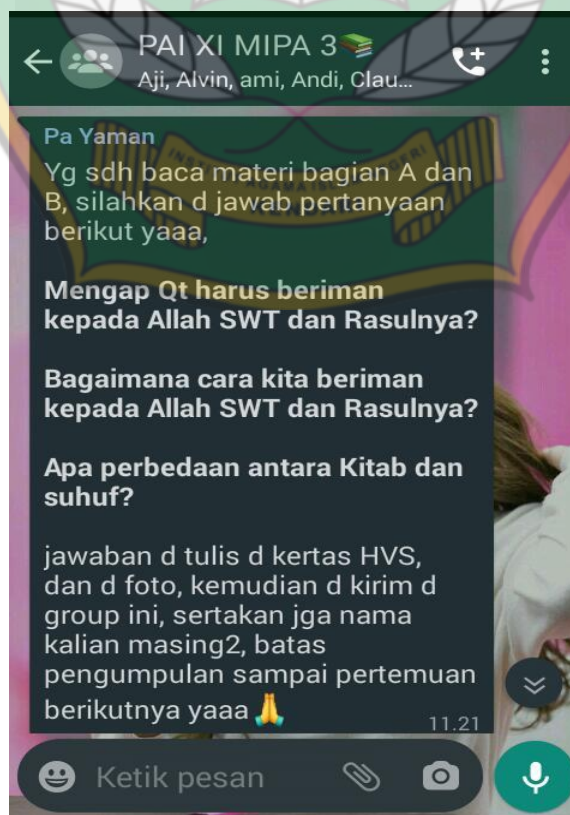 PAI XI MIPA 3📚
Aji, Alvin, ami, Andi, Clau...
Pa Yaman
Yg sdh baca materi bagian A dan
B, silahkan d jawab pertanyaan
berikut yaaa,
Mengap Qt harus beriman
kepada Allah SWT dan Rasulnya?
Bagaimana cara kita beriman
kepada Allah SWT dan Rasulnya?
Apa perbedaan antara Kitab dan
suhuf?
jawaban d tulis d kertas HVS,
dan d foto, kemudian d kirim d
group ini, sertakan jga nama
kalian masing2, batas
pengumpulan sampai pertemuan
berikutnya yaaa 🙏
11.21
Ketik pesan